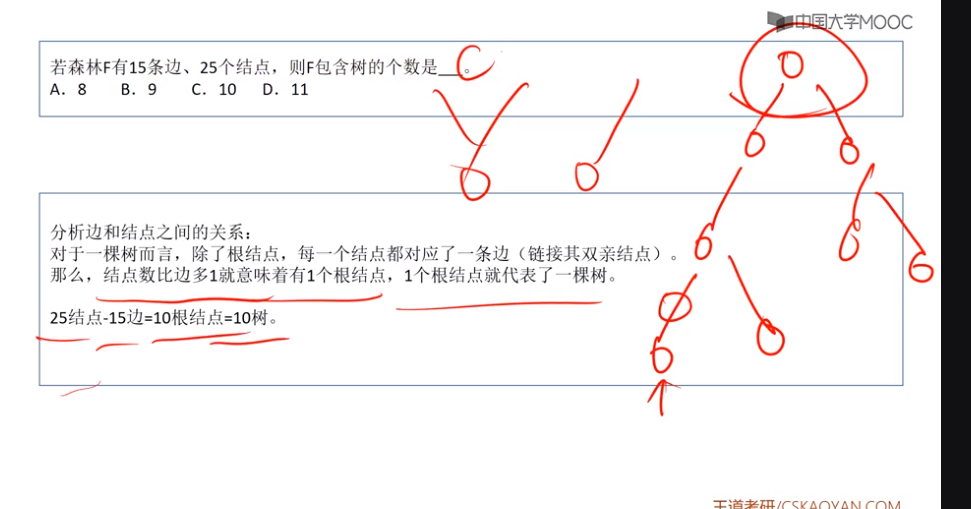 中国大学MOOC
若森林F有15条边、25个结点，则F包含树的个数是___。
C
A. 8 B. 9 C. 10 D. 11
分析边和结点之间的关系：
对于一棵树而言，除了根结点，每一个结点都对应了一条边（链接其双亲结点）。
那么，结点数比边多1就意味着有1个根结点，1个根结点就代表了一棵树。
25结点-15边=10根结点=10树。
王道考研/CSKAOYAN.COM